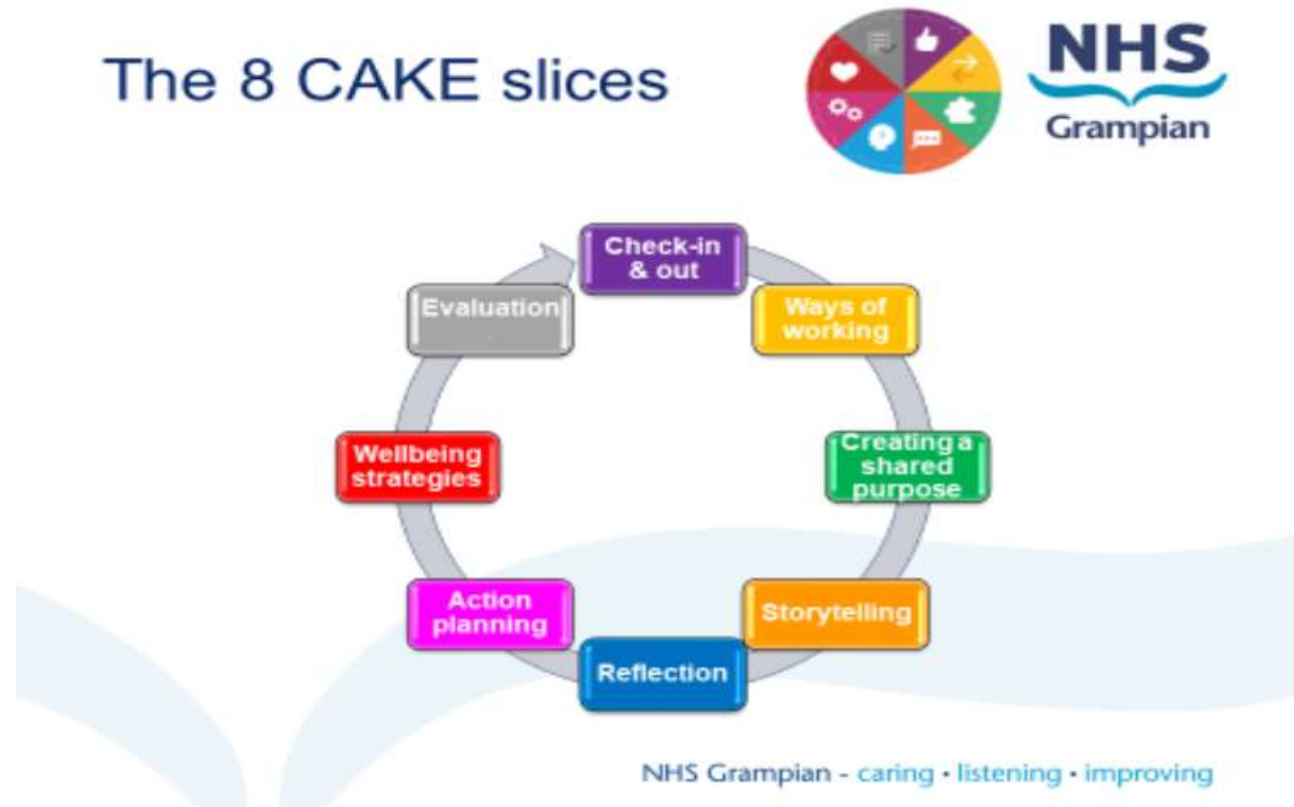 The 8 CAKE slices
NHS
Grampian
Check-in
& out
Ways of
working
Creating a
shared
purpose
Storytelling
Reflection
Action
planning
Wellbeing
strategies
Evaluation
NHS Grampian - caring • listening • improving